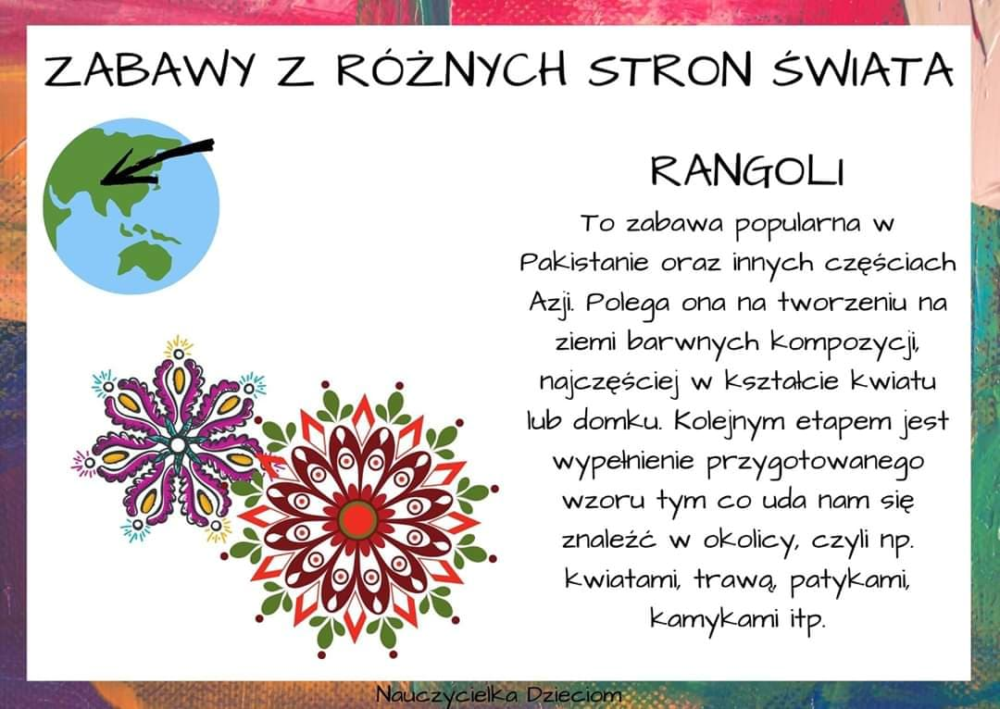 ZABAWY Z RÓŻNYCH STRON ŚWIATA
RANGOLI
To zabawa popularna w
Pakistanie oraz innych częściach
Azji. Polega ona na tworzeniu na
ziemi barwnych kompozycji,
najczęściej w kształcie kwiatu
lub domku. Kolejnym etapem jest
wypełnienie przygotowanego
wzoru tym co uda nam się
znaleźć w okolicy, czyli np.
kwiatami, trawą, patykami,
kamykami itp.
Nauczycielka Dzieciom